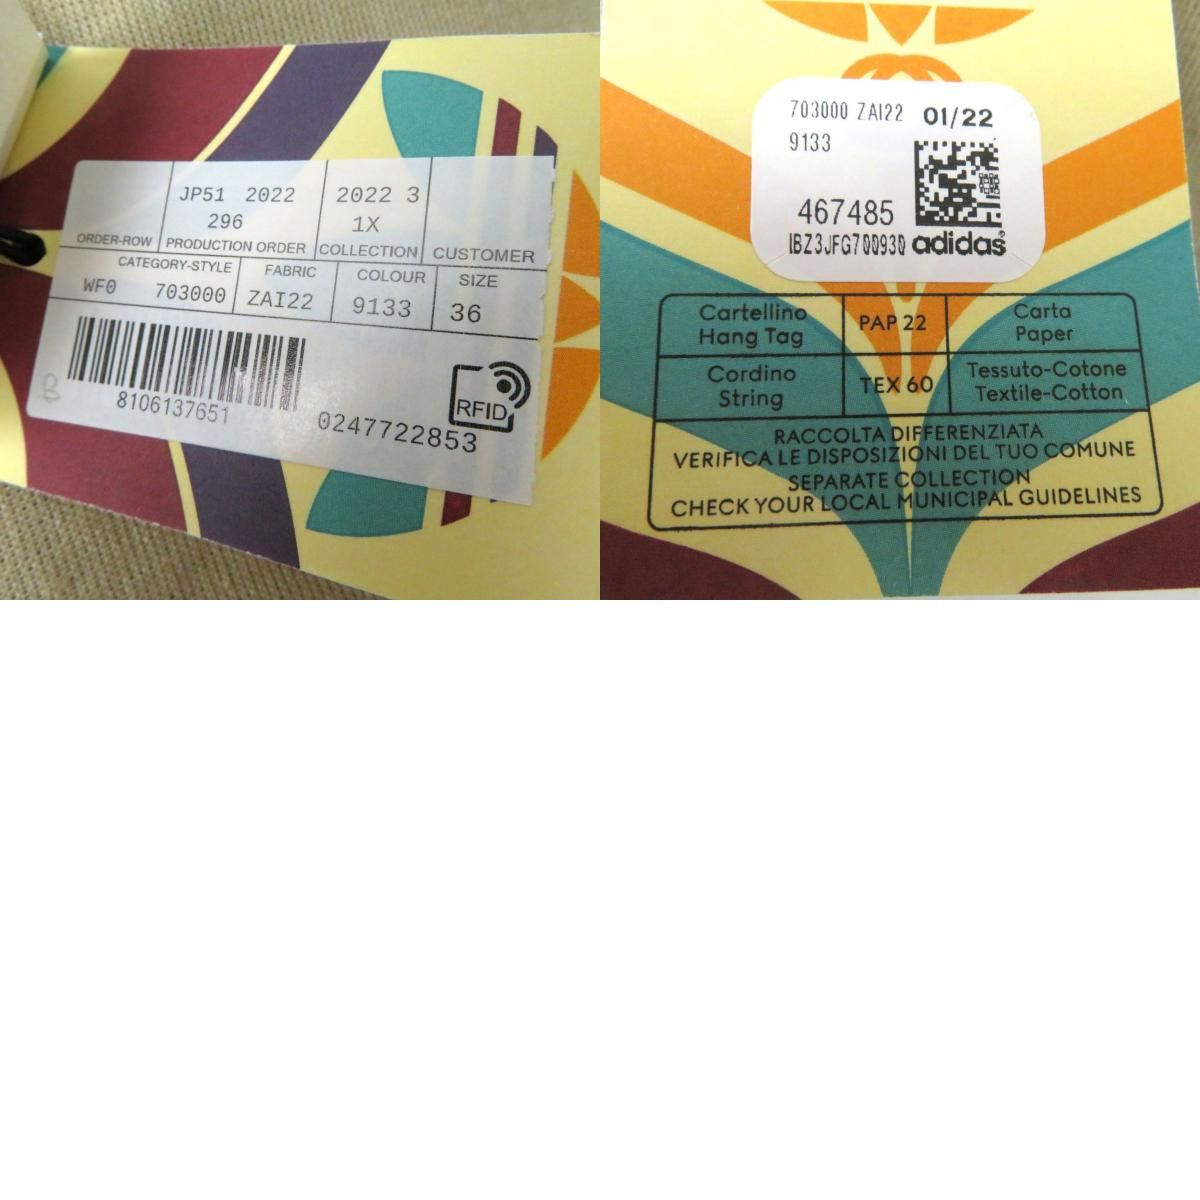 JP51 2022
296
2022 3
1X
ORDER-ROW
PRODUCTION ORDER
COLLECTION
CUSTOMER
CATEGORY-STYLE
FABRIC
COLOUR
SIZE
WF0 703000
ZAI22
9133
36
8106137651
RFID
0247722853
703000 ZAI22 01/22
9133
467485
IBZ3JFG700930
adidas
Cartellino
Hang Tag
PAP 22
Carta
Paper
Cordino
String
TEX 60
Tessuto-Cotone
Textile-Cotton
RACCOLTA DIFFERENZIATA
VERIFICA LE DISPOSIZIONI DEL TUO COMUNE
SEPARATE COLLECTION
CHECK YOUR LOCAL MUNICIPAL GUIDELINES